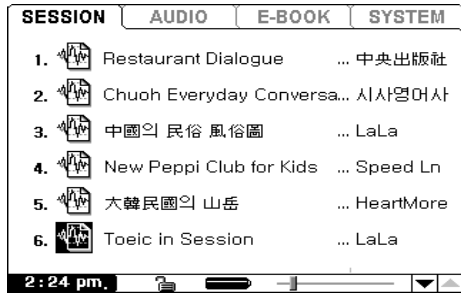 SESSION AUDIO E-BOOK SYSTEM
1. Restaurant Dialogue ... 中央出版社
2. Chuoh Everyday Conversa... 시사영어사
3. 中國의 民俗 風俗圖 ... LaLa
4. New Peppi Club for Kids ... Speed Ln
5. 大韓民國의 山岳 ... HeartMore
6. Toeic in Session ... LaLa
2:24 pm.